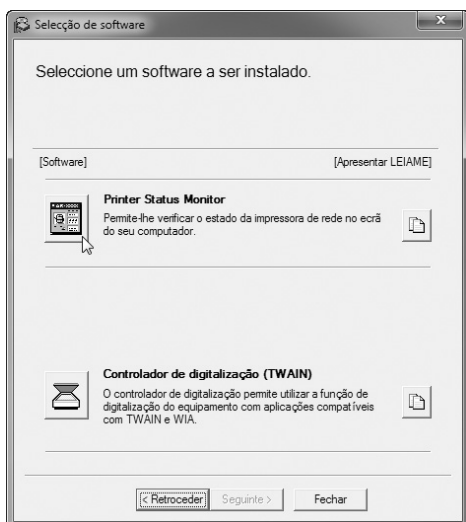 Selecção de software
Seleccione um software a ser instalado.
[Software] [Apresentar LEIAME]
Printer Status Monitor
Permite-lhe verificar o estado da impressora de rede no ecrã
do seu computador.
Controlador de digitalização (TWAIN)
O controlador de digitalização permite utilizar a função de
digitalização do equipamento com aplicações compatíveis
com TWAIN e WIA.
< Retroceder Seguinte > Fechar